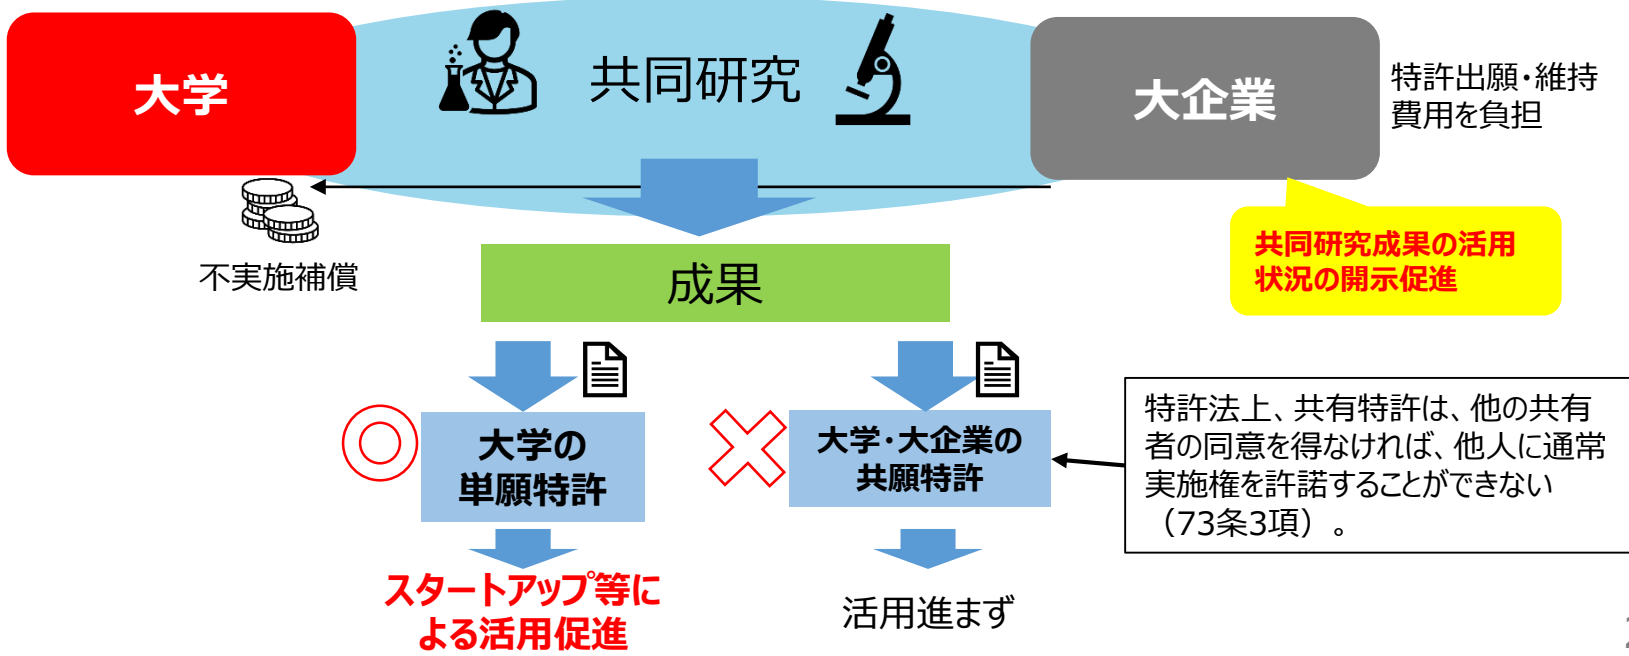 大学
共同研究
大企業
特許出願・維持
費用を負担
不実施補償
共同研究成果の活用
状況の開示促進
成果
大学の
単願特許
大学・大企業の
共願特許
特許法上、共有特許は、他の共有
者の同意を得なければ、他人に通常
実施権を許諾することができない
（73条3項）。
スタートアップ等に
よる活用促進
活用進まず